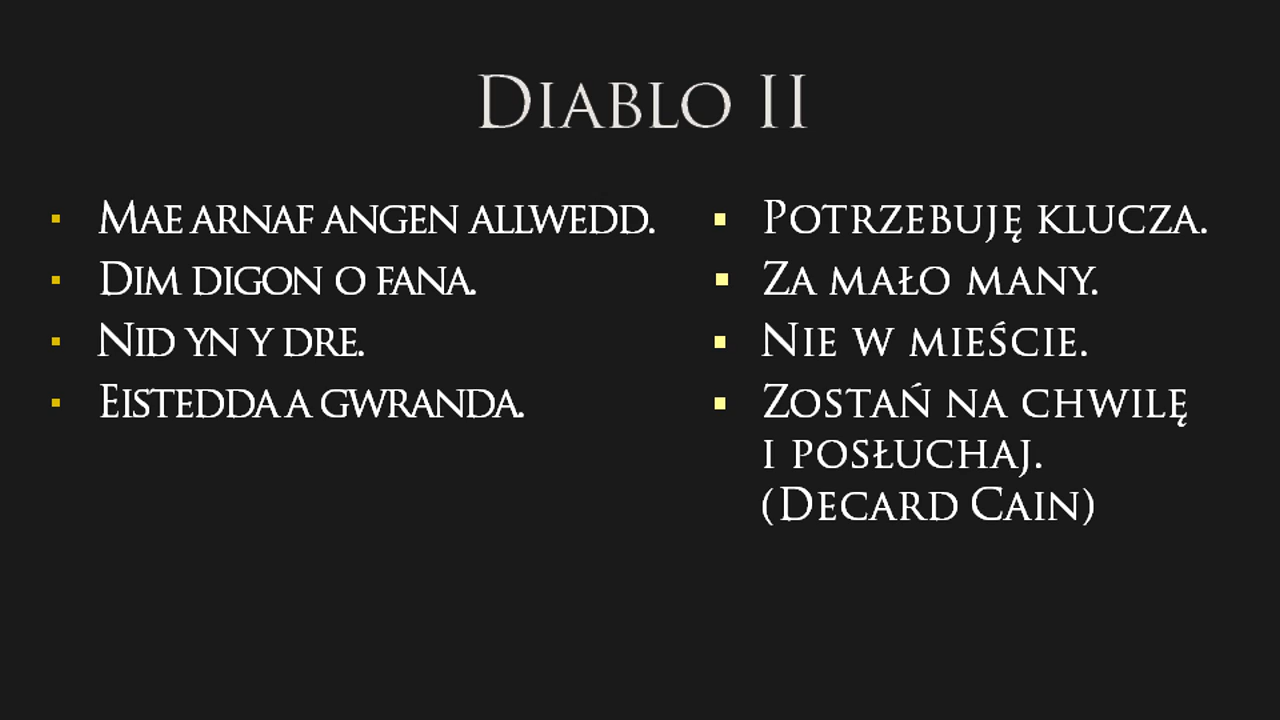 Diablo II
Mae arnaf angen allwedd.
Dim digon o fana.
Nid yn y dre.
Eistedda a gwranda.
Potrzebuję klucza.
Za mało many.
Nie w mieście.
Zostań na chwilę
i posłuchaj.
(Decard Cain)